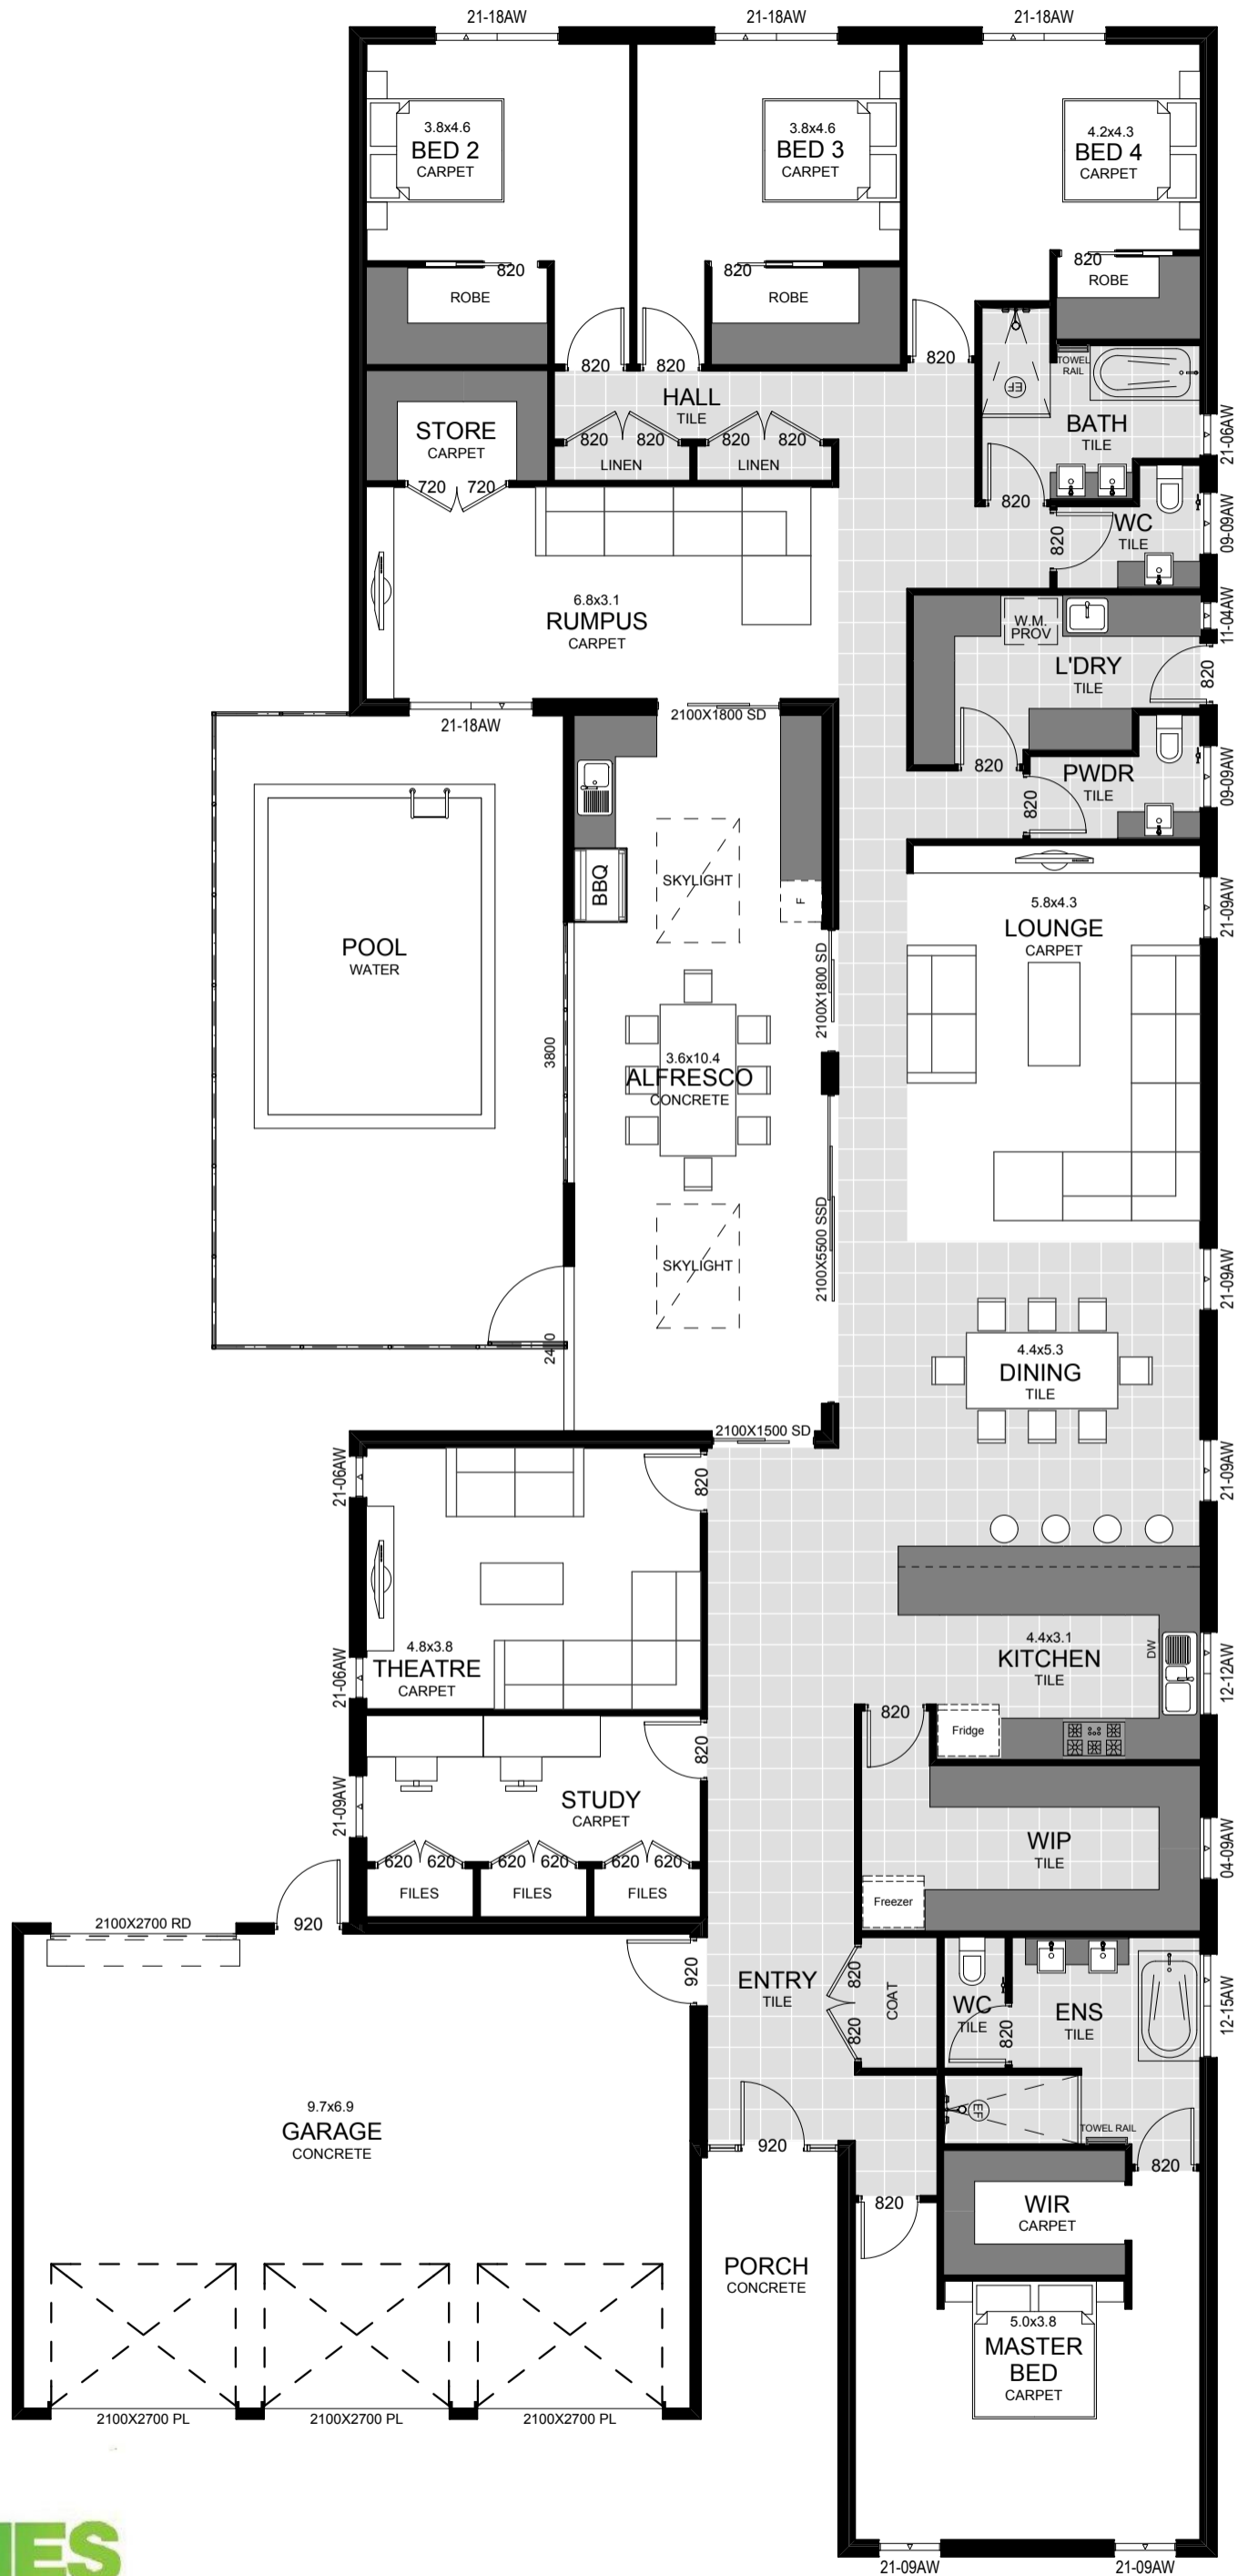 21-18AW 21-18AW 21-18AW
3.8x4.6
BED 2
CARPET
3.8x4.6
BED 3
CARPET
4.2x4.3
BED 4
CARPET
820
ROBE
820
ROBE
820
ROBE
820 820 820
TOWEL
RAIL
EF
BATH
TILE
21-06AW
HALL
TILE
820 820 820 820
LINEN LINEN
STORE
CARPET
720 720
820
820
WC
TILE
09-09AW
6.8x3.1
RUMPUS
CARPET
W.M.
PROV
11-04AW
L'DRY
TILE
820
21-18AW
2100X1800 SD
820
PWDR
TILE
820
09-09AW
SKYLIGHT
BBQ
F
POOL
WATER
5.8x4.3
LOUNGE
CARPET
21-09AW
2100X1800 SD
3800
3.6x10.4
ALFRESCO
CONCRETE
2100X5500 SSD
SKYLIGHT
2400
21-09AW
4.4x5.3
DINING
TILE
2100X1500 SD
21-06AW
820
21-09AW
4.8x3.8
THEATRE
CARPET
21-06AW
4.4x3.1
KITCHEN
TILE
DW
12-12AW
820
Fridge
820
STUDY
CARPET
21-09AW
620 620 620 620 620 620
FILES FILES FILES
WIP
TILE
04-09AW
Freezer
2100X2700 RD
920
920
ENTRY
TILE
820
820
COAT
WC
TILE
820
ENS
TILE
12-15AW
EF
TOWEL RAIL
9.7x6.9
GARAGE
CONCRETE
920
820
820
WIR
CARPET
PORCH
CONCRETE
5.0x3.8
MASTER
BED
CARPET
2100X2700 PL 2100X2700 PL 2100X2700 PL
21-09AW 21-09AW